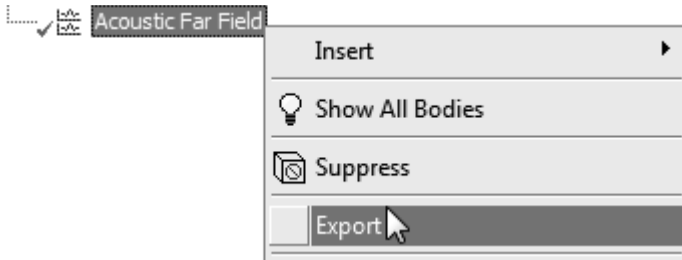 Acoustic Far Field
Insert
Show All Bodies
Suppress
Export